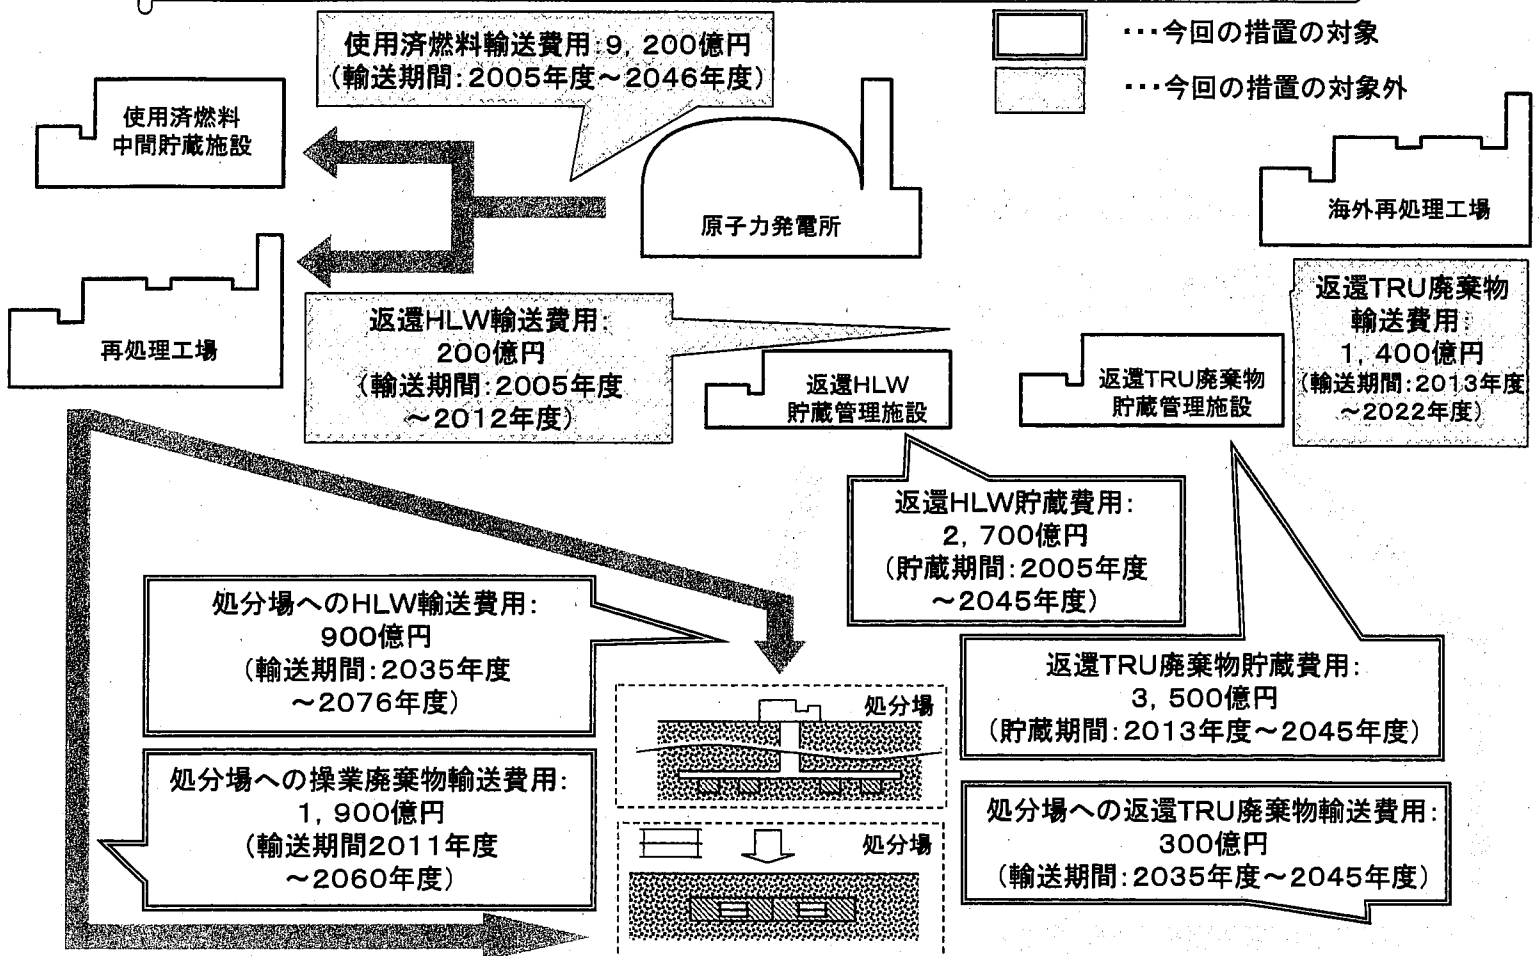 使用済燃料輸送費用:9,200億円
(輸送期間:2005年度～2046年度)
･･･今回の措置の対象
･･･今回の措置の対象外
使用済燃料
中間貯蔵施設
原子力発電所
海外再処理工場
再処理工場
返還HLW輸送費用:
200億円
(輸送期間:2005年度
～2012年度)
返還HLW
貯蔵管理施設
返還TRU廃棄物
貯蔵管理施設
返還TRU廃棄物
輸送費用:
1,400億円
(輸送期間:2013年度
～2022年度)
返還HLW貯蔵費用:
2,700億円
(貯蔵期間:2005年度
～2045年度)
処分場へのHLW輸送費用:
900億円
(輸送期間:2035年度
～2076年度)
返還TRU廃棄物貯蔵費用:
3,500億円
(貯蔵期間:2013年度～2045年度)
処分場
処分場への操業廃棄物輸送費用:
1,900億円
(輸送期間2011年度
～2060年度)
処分場
処分場への返還TRU廃棄物輸送費用:
300億円
(輸送期間:2035年度～2045年度)